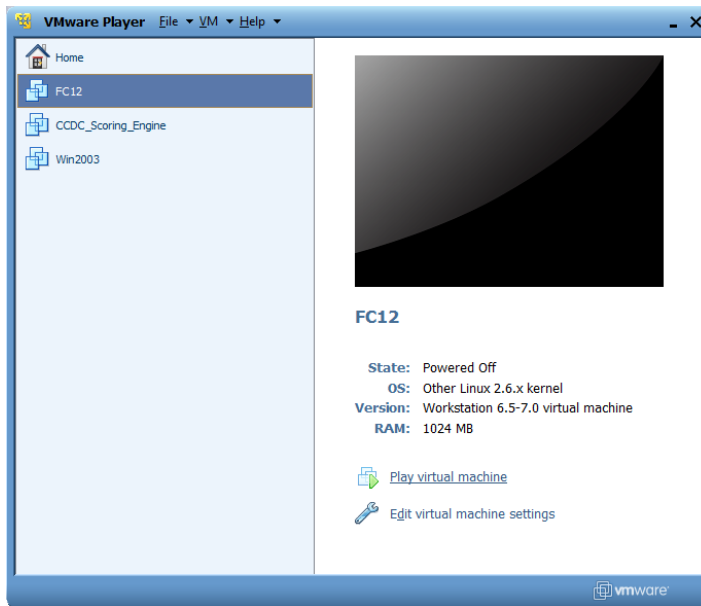 VMware Player File VM Help
Home
FC12
CCDC_Scoring_Engine
Win2003
FC12
State: Powered Off
OS: Other Linux 2.6.x kernel
Version: Workstation 6.5-7.0 virtual machine
RAM: 1024 MB
Play virtual machine
Edit virtual machine settings
vmware